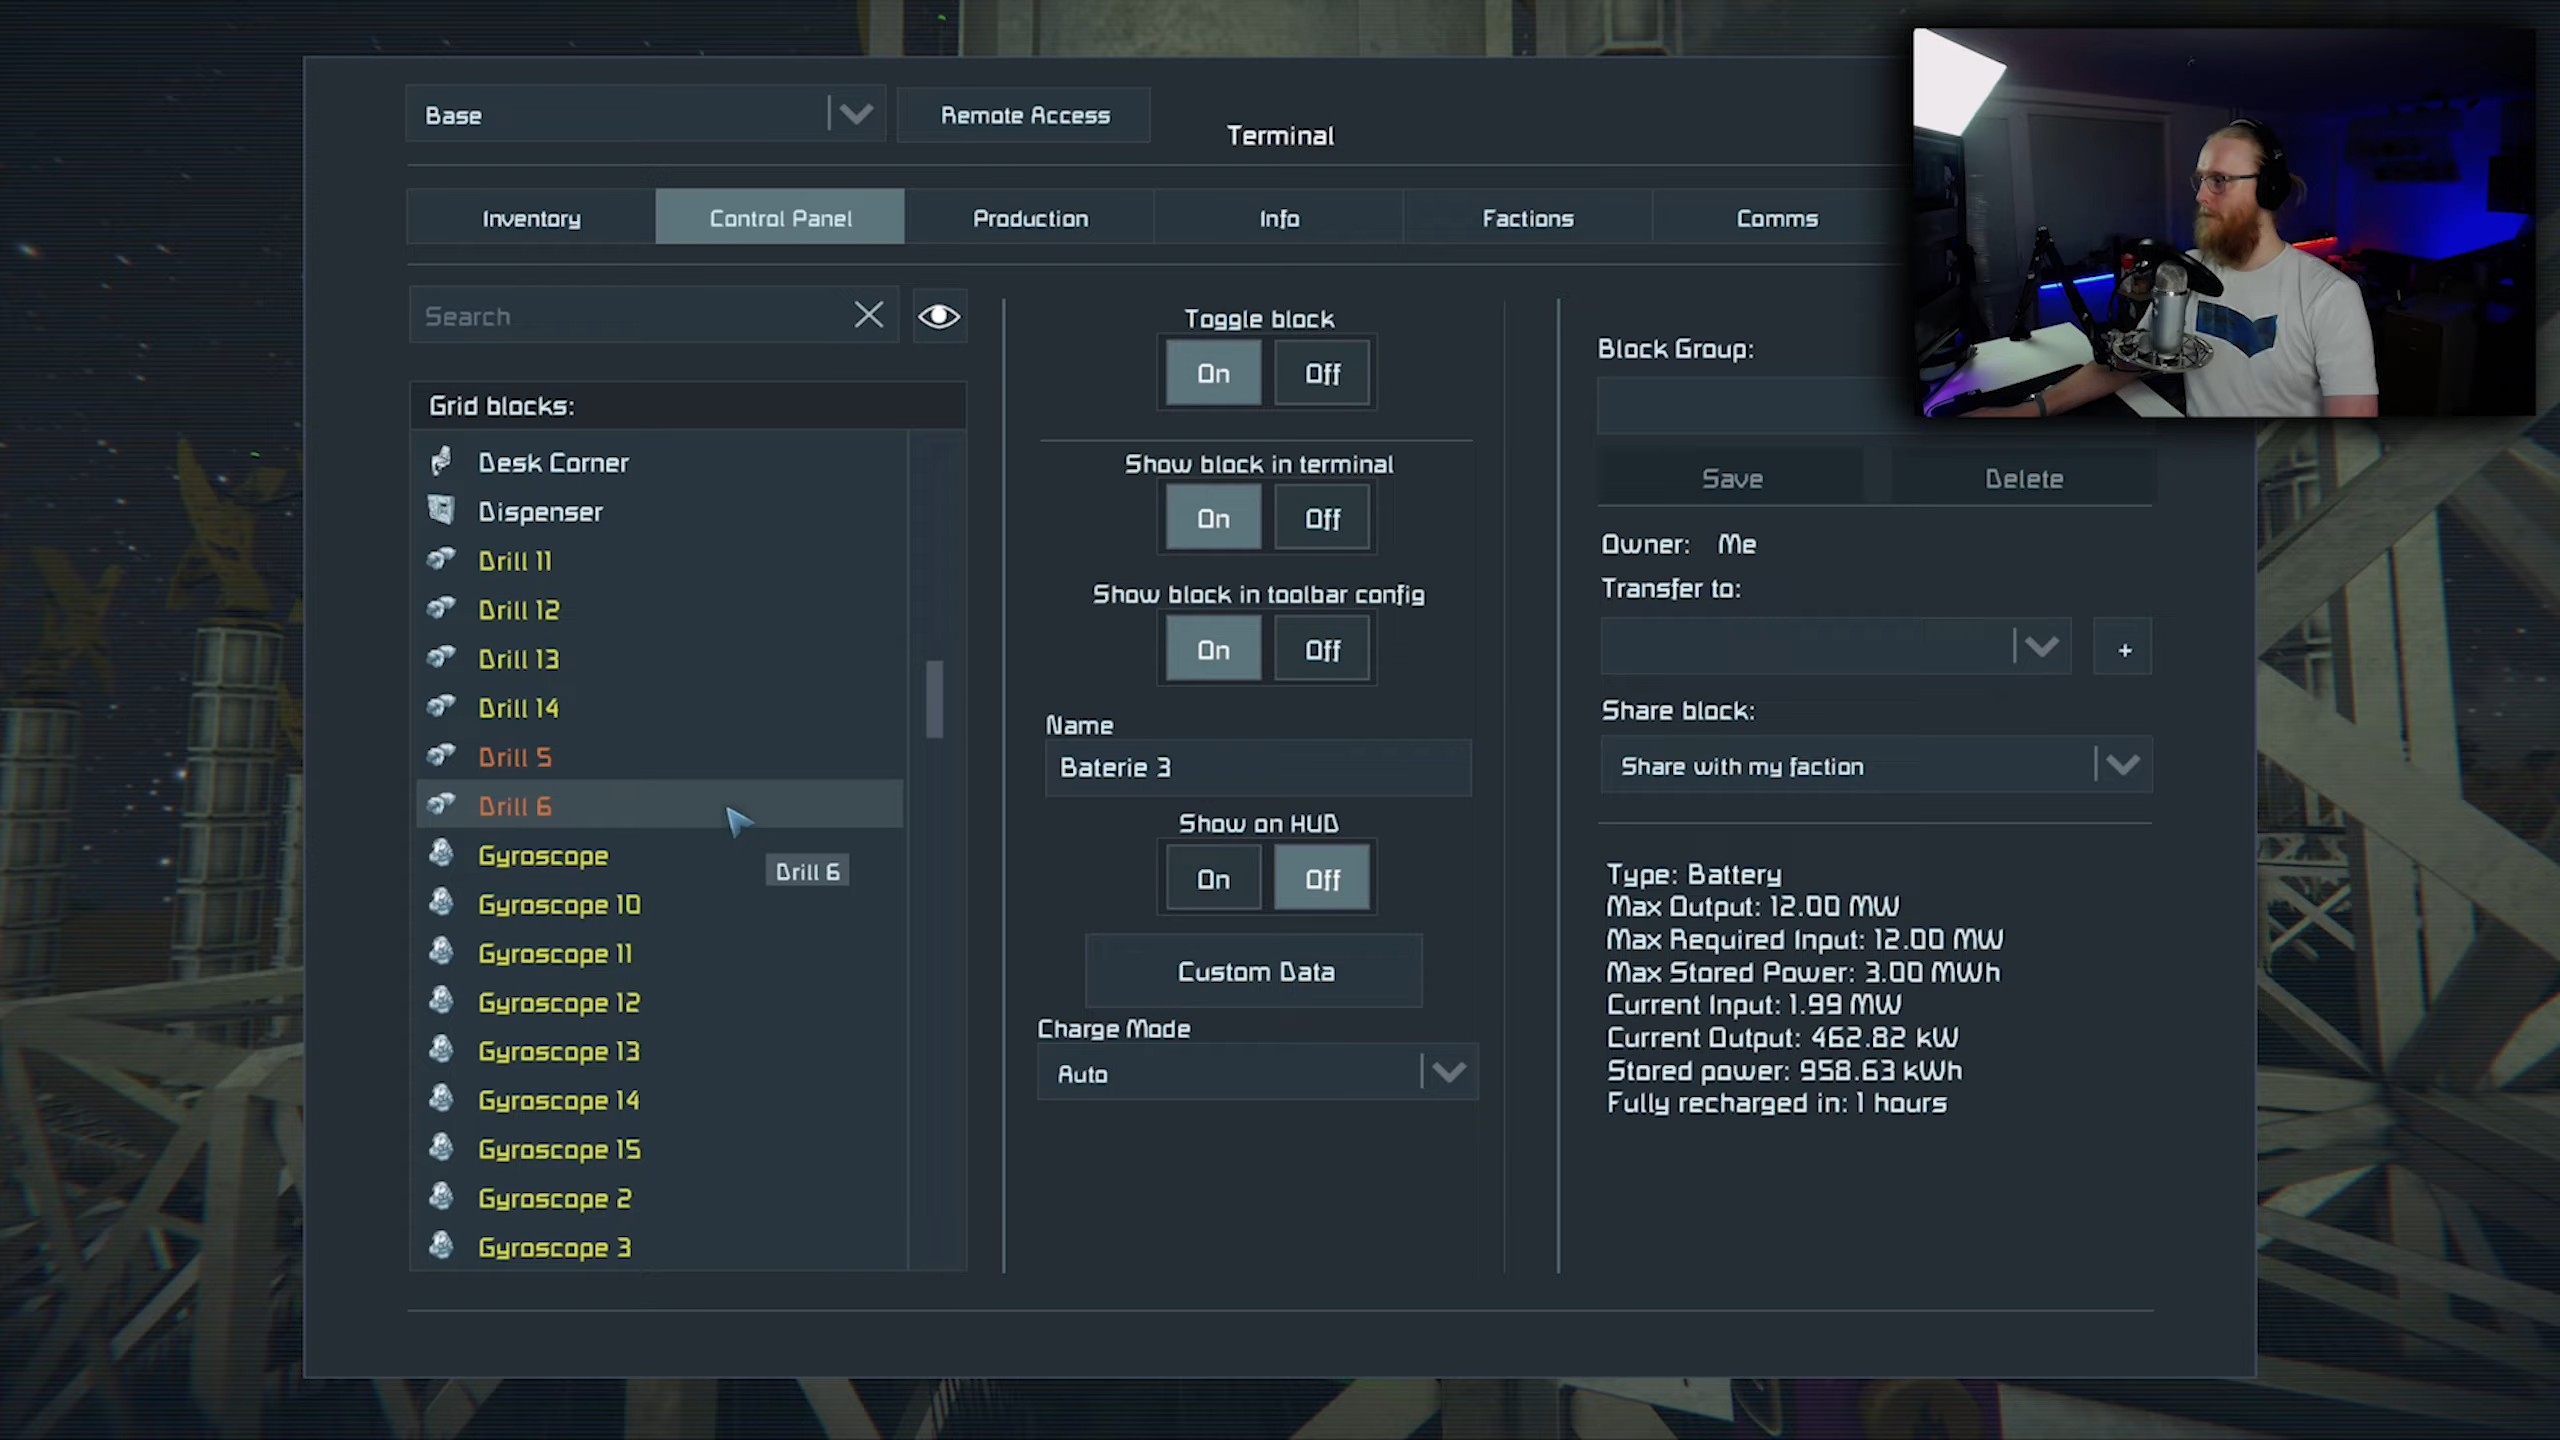 Base
Remote Access
Terminal
Inventory
Control Panel
Production
Info
Factions
Comms
Search
Grid blocks:
Desk Corner
Dispenser
Drill 11
Drill 12
Drill 13
Drill 14
Drill 5
Drill 6
Drill 6
Gyroscope
Gyroscope 10
Gyroscope 11
Gyroscope 12
Gyroscope 13
Gyroscope 14
Gyroscope 15
Gyroscope 2
Gyroscope 3
Toggle block
On Off
Show block in terminal
On Off
Show block in toolbar config
On Off
Name
Baterie 3
Show on HUD
On Off
Custom Data
Charge Mode
Auto
Block Group:
Save Delete
Owner: Me
Transfer to:
+
Share block:
Share with my faction
Type: Battery
Max Output: 12.00 MW
Max Required Input: 12.00 MW
Max Stored Power: 3.00 MWh
Current Input: 1.99 MW
Current Output: 462.82 kW
Stored power: 958.63 kWh
Fully recharged in: 1 hours